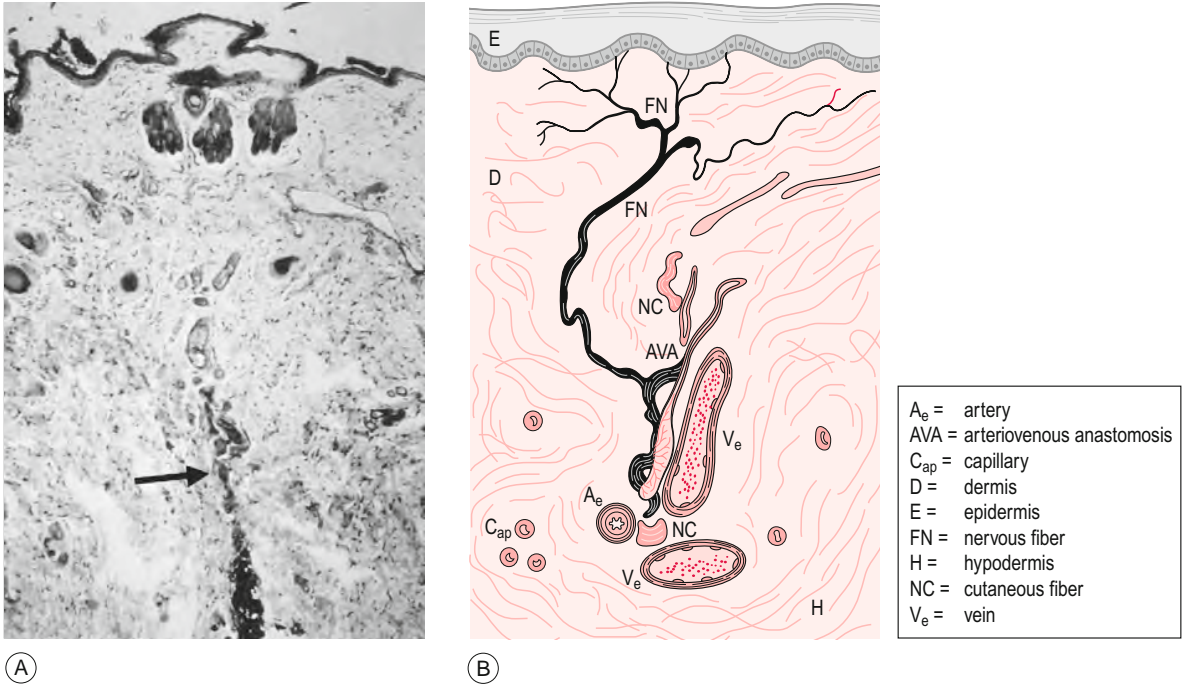 E
FN
D
FN
NC
AVA
Ve
Ae
Cap
NC
Ve
H
Ae = artery
AVA = arteriovenous anastomosis
Cap = capillary
D = dermis
E = epidermis
FN = nervous fiber
H = hypodermis
NC = cutaneous fiber
Ve = vein
A
B